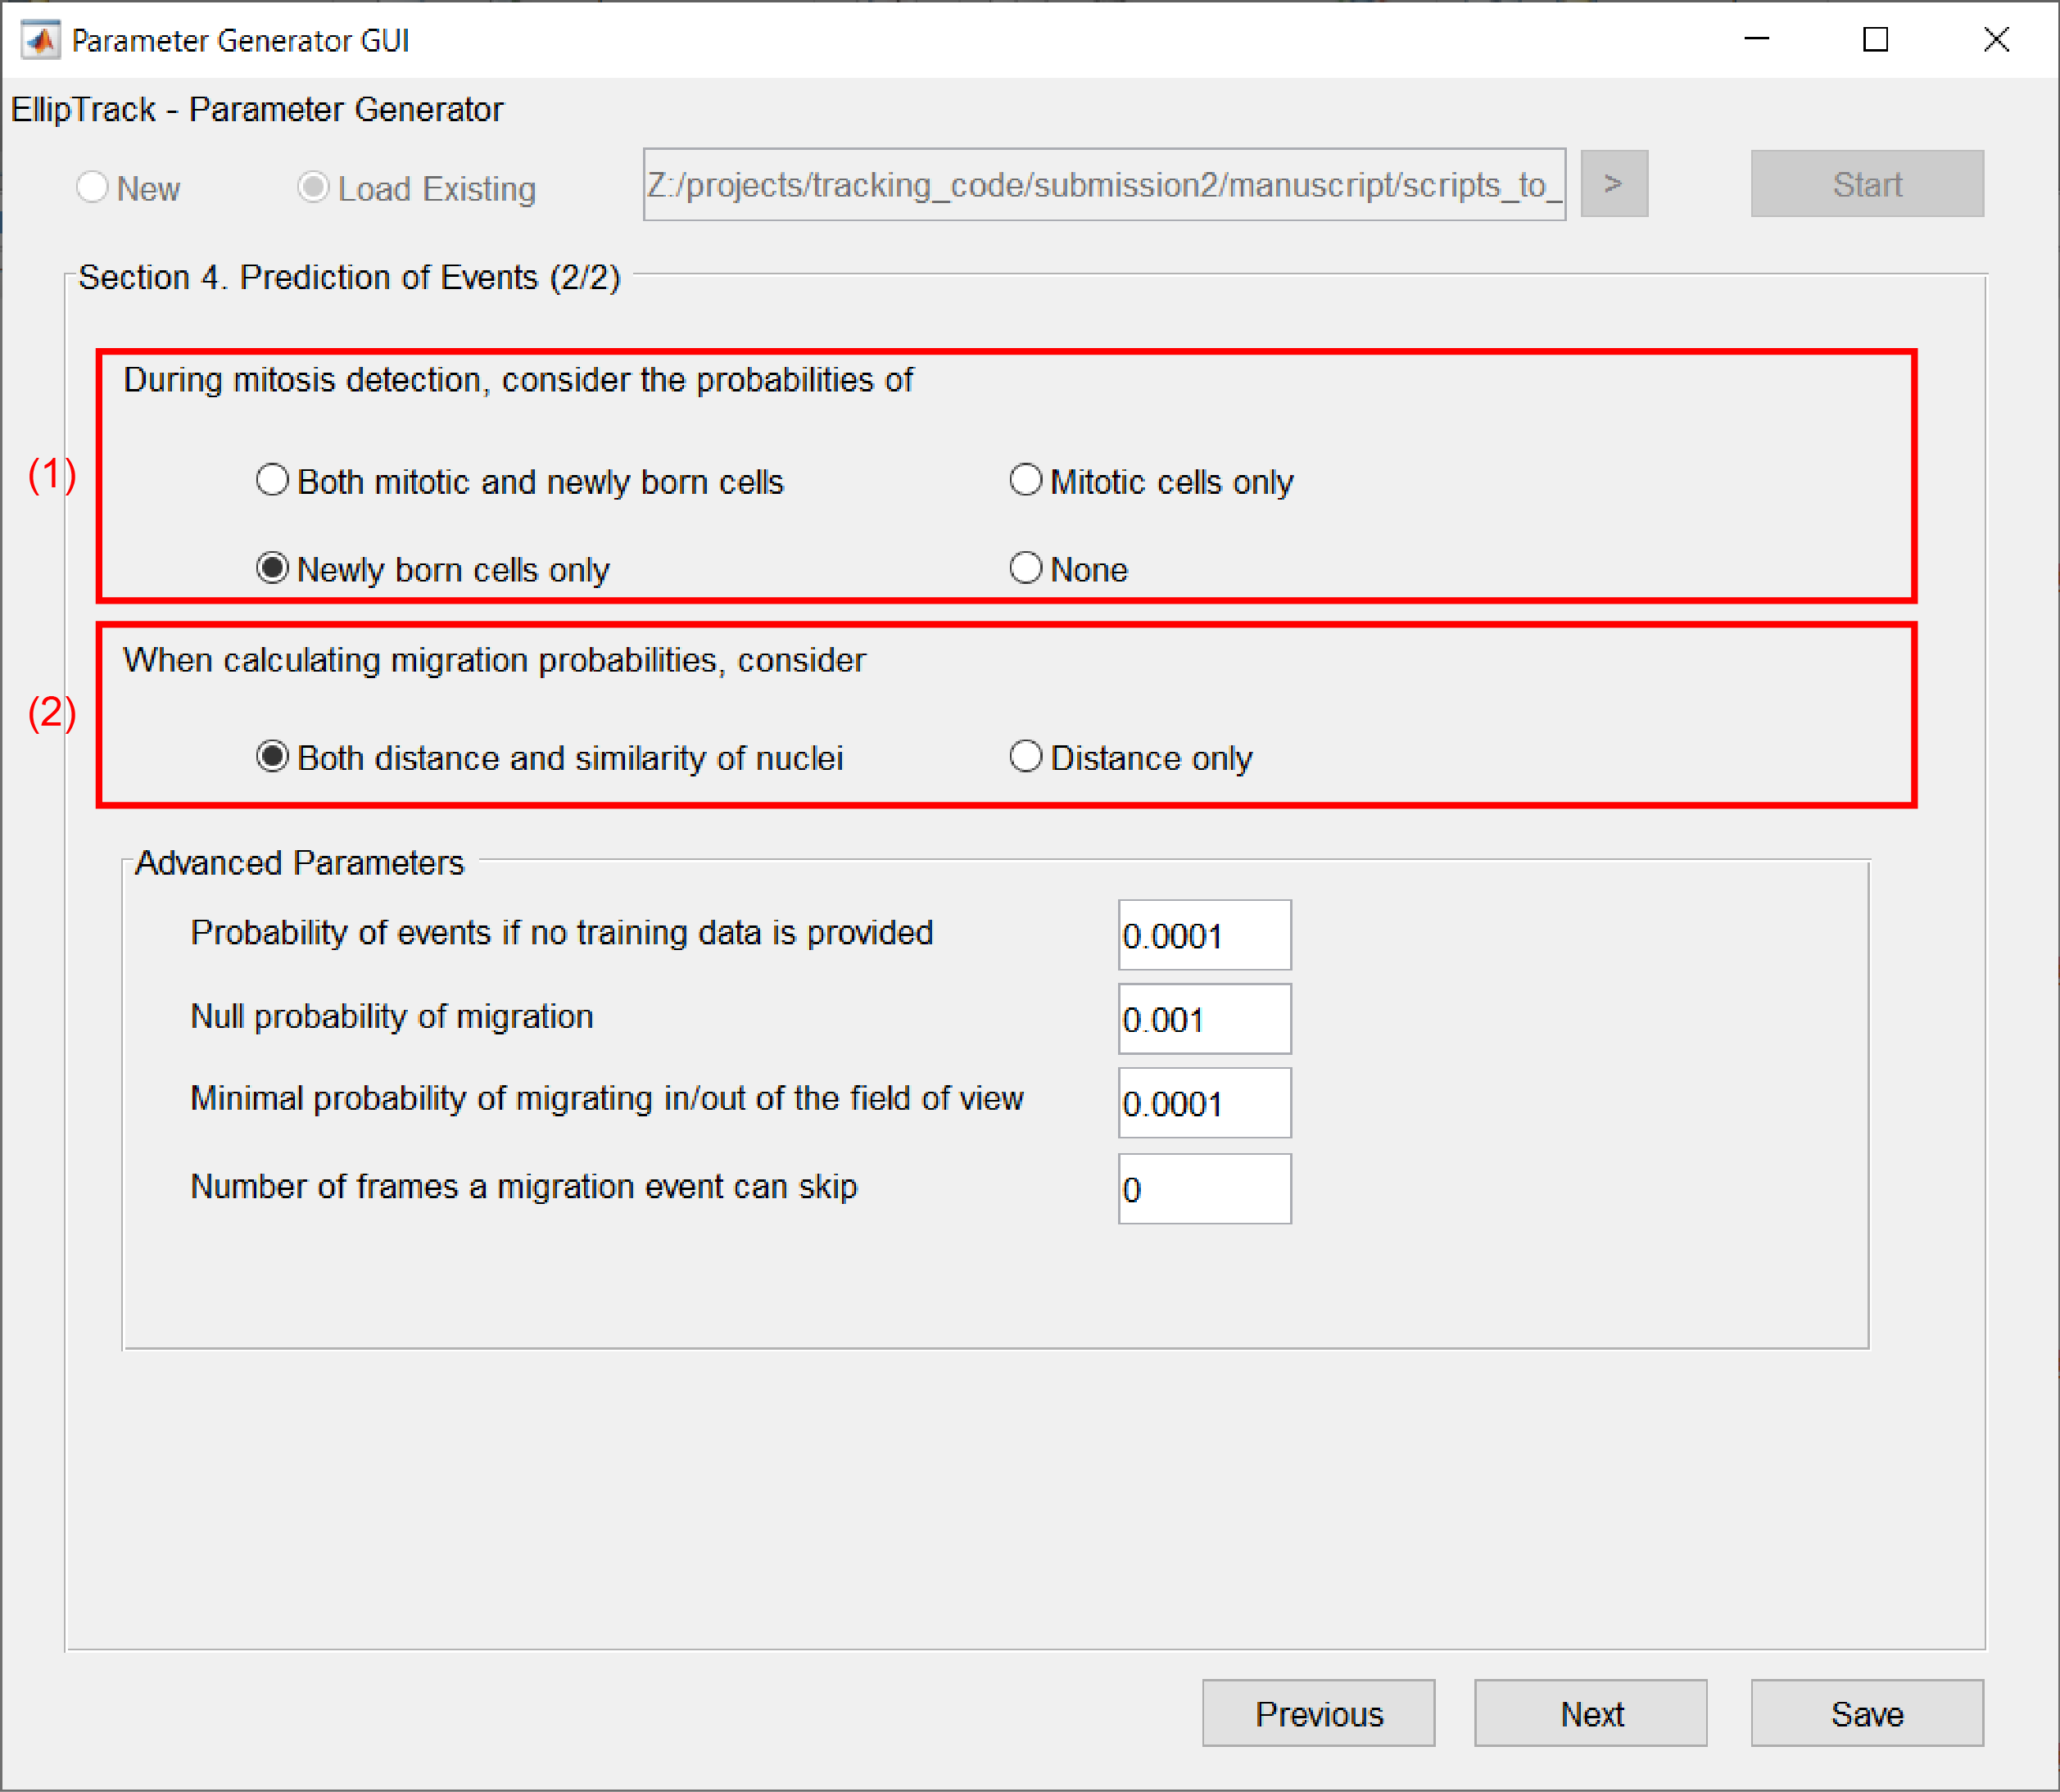 Parameter Generator GUI
EllipTrack - Parameter Generator
New Load Existing Z:/projects/tracking_code/submission2/manuscript/scripts_to_ > Start
Section 4. Prediction of Events (2/2)
During mitosis detection, consider the probabilities of
(1)
Both mitotic and newly born cells Mitotic cells only
Newly born cells only None
When calculating migration probabilities, consider
(2)
Both distance and similarity of nuclei Distance only
Advanced Parameters
Probability of events if no training data is provided 0.0001
Null probability of migration 0.001
Minimal probability of migrating in/out of the field of view 0.0001
Number of frames a migration event can skip 0
Previous Next Save